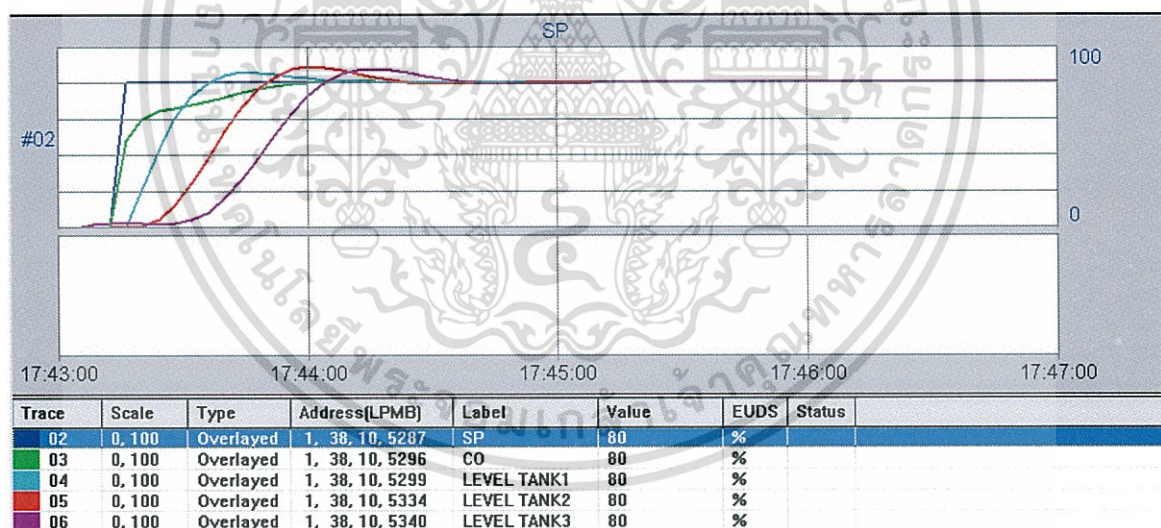 SP
100
#02
0
17:43:00 17:44:00 17:45:00 17:46:00 17:47:00
Trace Scale Type Address(LPMB) Label Value EUDS Status
02 0, 100 Overlayed 1, 38, 10, 5287 SP 80 %
03 0, 100 Overlayed 1, 38, 10, 5296 CO 80 %
04 0, 100 Overlayed 1, 38, 10, 5299 LEVEL TANK1 80 %
05 0, 100 Overlayed 1, 38, 10, 5334 LEVEL TANK2 80 %
06 0, 100 Overlayed 1, 38, 10, 5340 LEVEL TANK3 80 %